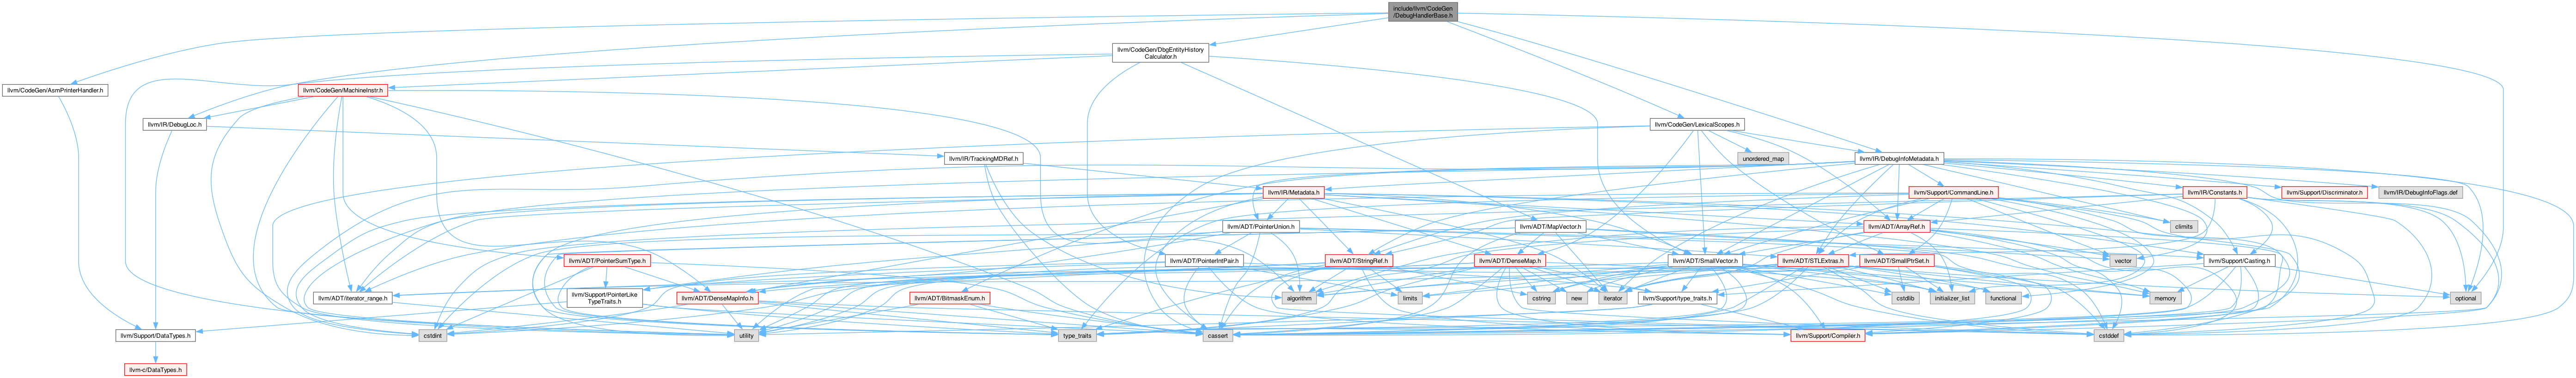 include/llvm/CodeGen
/DebugHandlerBase.h
llvm/CodeGen/DbgEntityHistory
Calculator.h
llvm/CodeGen/AsmPrinterHandler.h
llvm/CodeGen/MachineInstr.h
llvm/IR/DebugLoc.h
llvm/CodeGen/LexicalScopes.h
llvm/IR/TrackingMDRef.h
unordered_map
llvm/IR/DebugInfoMetadata.h
llvm/IR/Metadata.h
llvm/Support/CommandLine.h
llvm/IR/Constants.h
llvm/Support/Discriminator.h
llvm/IR/DebugInfoFlags.def
llvm/ADT/PointerUnion.h
llvm/ADT/MapVector.h
llvm/ADT/ArrayRef.h
climits
llvm/ADT/PointerSumType.h
llvm/ADT/PointerIntPair.h
llvm/ADT/StringRef.h
llvm/ADT/DenseMap.h
llvm/ADT/SmallVector.h
llvm/ADT/STLExtras.h
llvm/ADT/SmallPtrSet.h
vector
llvm/Support/Casting.h
llvm/ADT/iterator_range.h
llvm/Support/PointerLike
TypeTraits.h
llvm/ADT/DenseMapInfo.h
llvm/ADT/BitmaskEnum.h
algorithm
limits
cstring
new
iterator
llvm/Support/type_traits.h
cstdlib
initializer_list
functional
memory
optional
llvm/Support/DataTypes.h
cstdint
utility
type_traits
cassert
llvm/Support/Compiler.h
cstddef
llvm-c/DataTypes.h